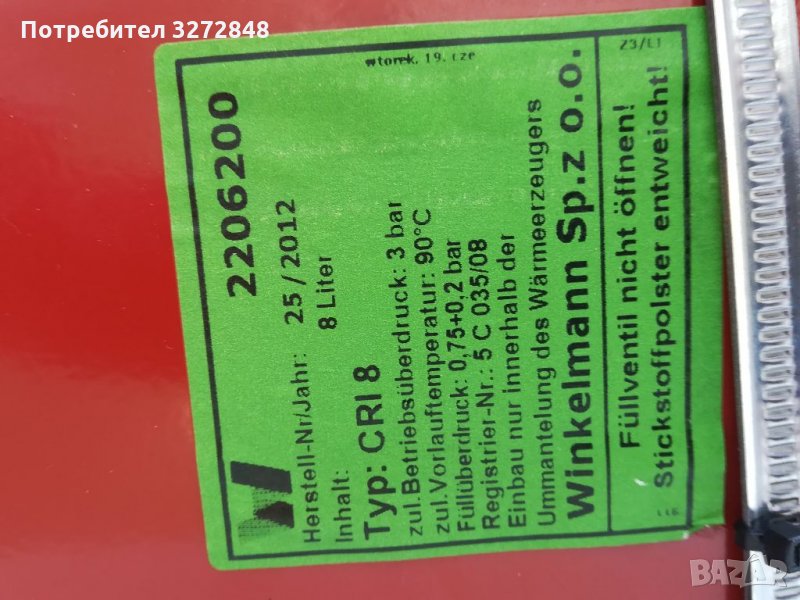 Потребител 3272848
wtorek, 19. cze
2206200
Herstell-Nr/Jahr: 25/2012
Inhalt: 8 Liter
Typ: CRI 8
zul.Betriebsüberdruck: 3 bar
zul.Vorlauftemperatur: 90°C
Füllüberdruck: 0,75+0,2 bar
Registrier-Nr.: 5 C 035/08
Einbau nur innerhalb der
Ummantelung des Wärmeerzeugers
Winkelmann Sp.z o.o.
23/L1
Füllventil nicht öffnen!
Stickstoffpolster entweicht!
BAZAR